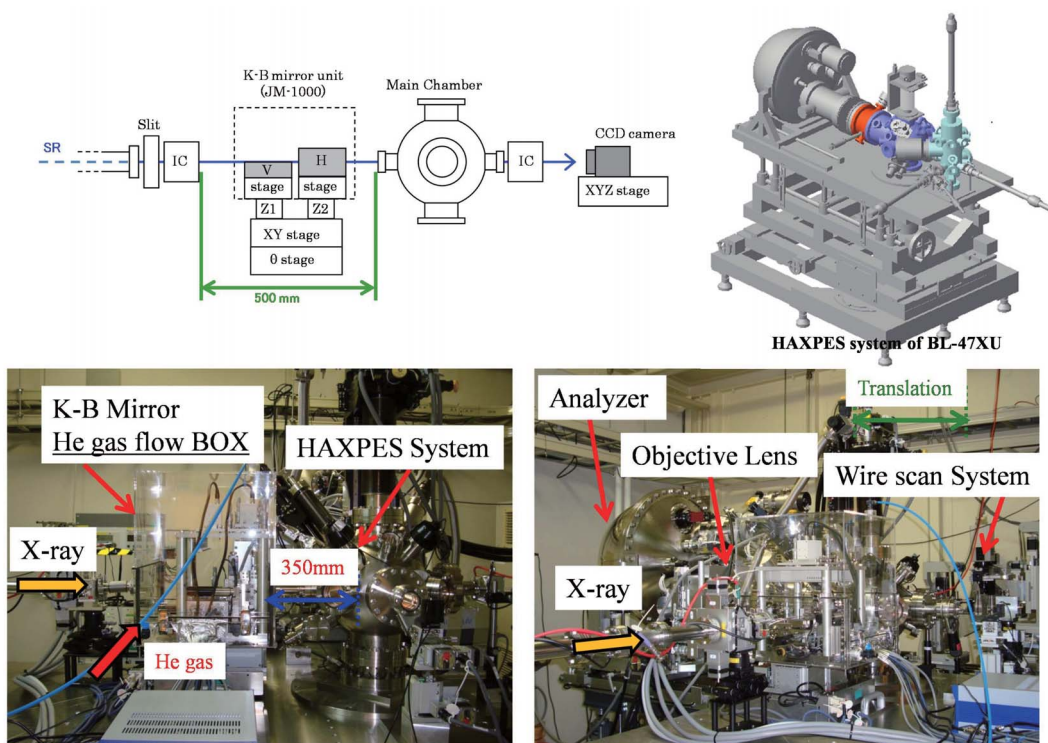 K-B mirror unit
(JM-1000)
Main Chamber
Slit
SR
IC
V
H
stage
stage
Z1
Z2
XY stage
θ stage
500 mm
IC
CCD camera
XYZ stage
HAXPES system of BL-47XU
K-B Mirror
He gas flow BOX
HAXPES System
X-ray
350mm
He gas
Translation
Analyzer
Objective Lens
Wire scan System
X-ray